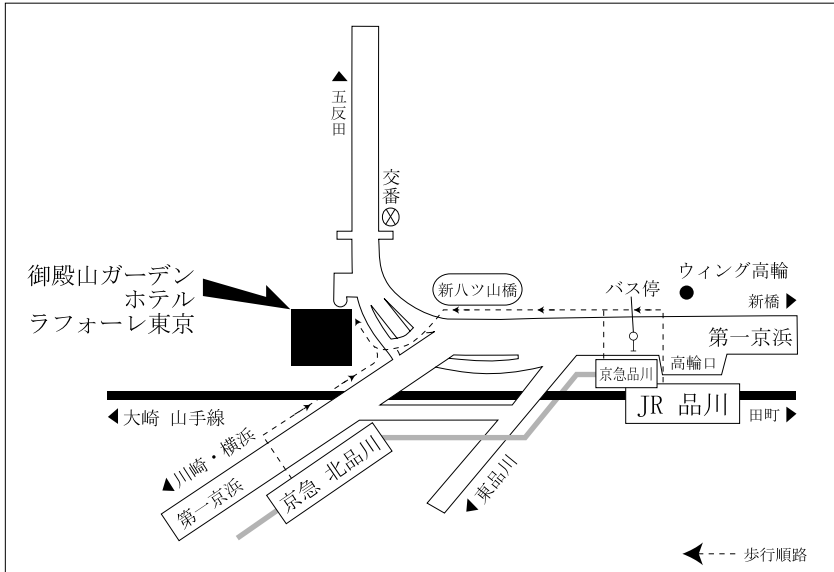 五反田
交番
御殿山ガーデン
ホテル
ラフォーレ東京
新八ツ山橋
バス停
ウィング高輪
新橋
第一京浜
高輪口
京急品川
JR 品川
大崎 山手線
田町
川崎・横浜
第一京浜
京急 北品川
東品川
歩行順路